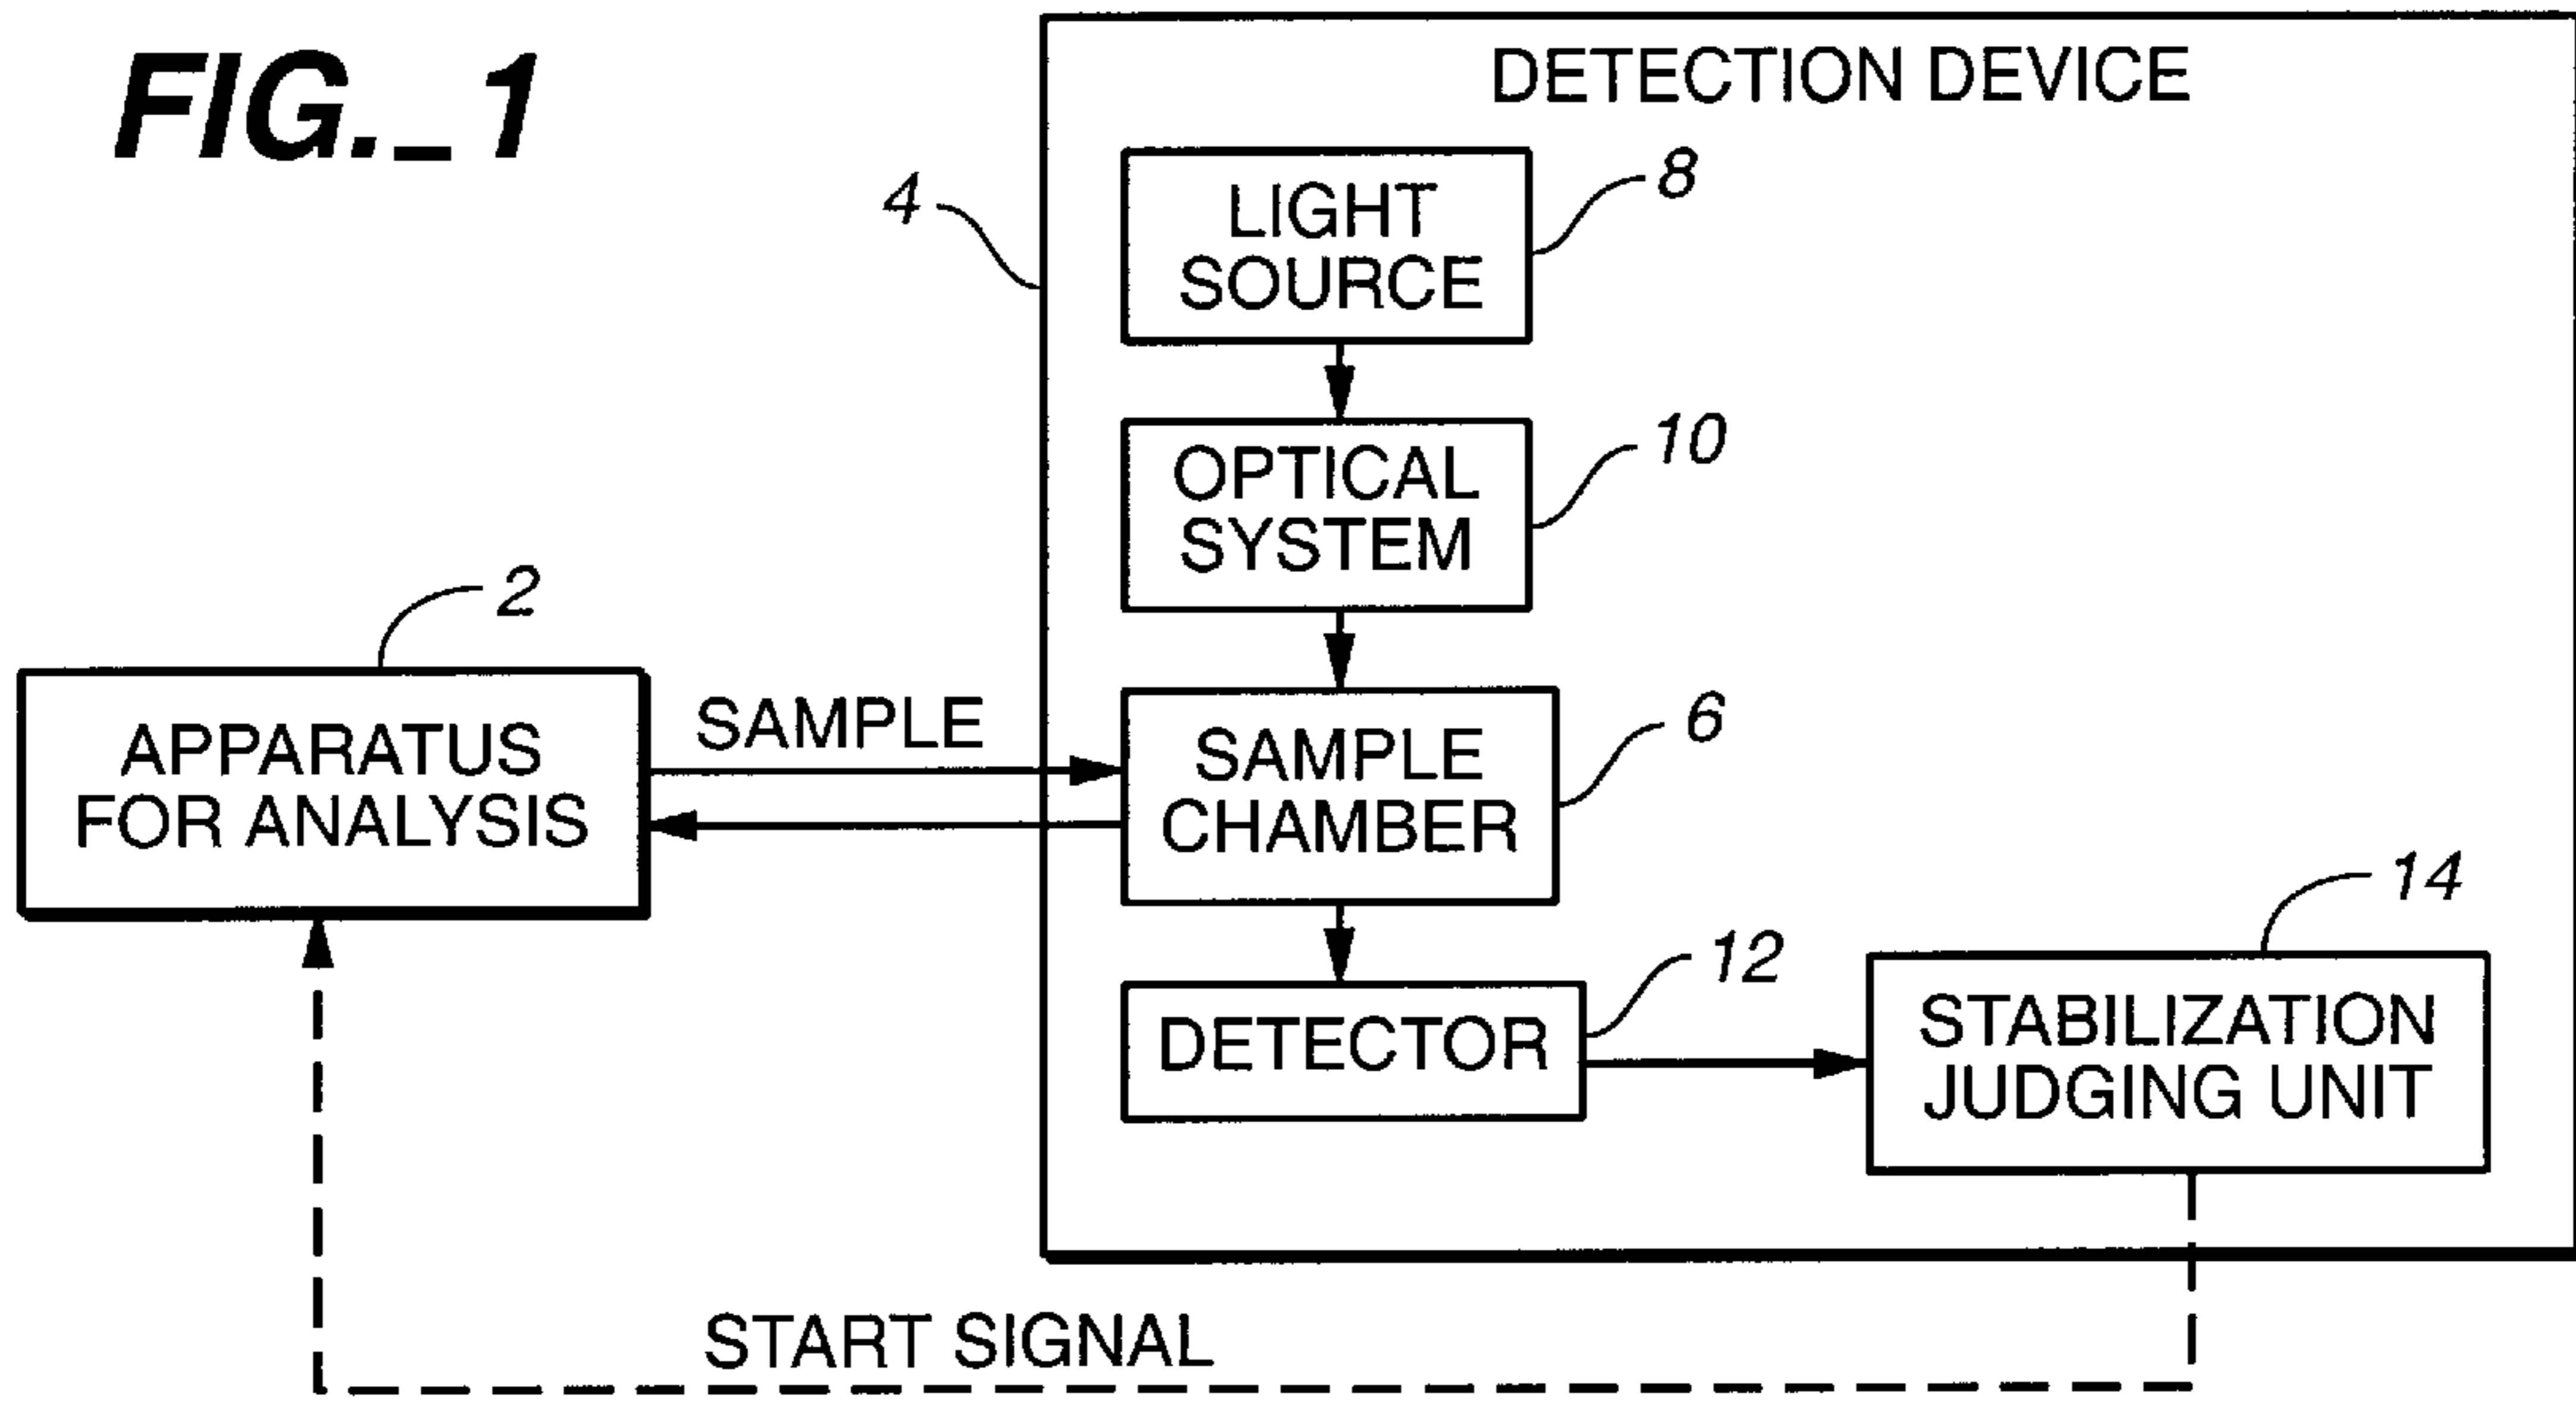 FIG._1
DETECTION DEVICE
4
LIGHT
SOURCE
8
OPTICAL
SYSTEM
10
2
APPARATUS
FOR ANALYSIS
SAMPLE
SAMPLE
CHAMBER
6
DETECTOR
12
14
STABILIZATION
JUDGING UNIT
START SIGNAL